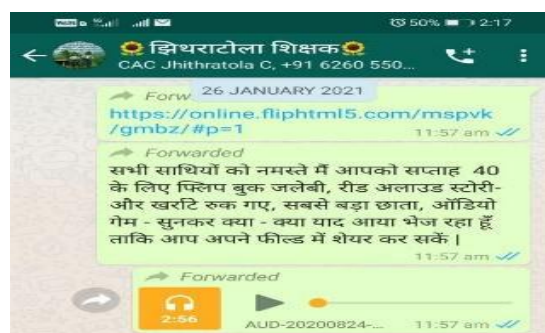 50% 2:17
🌻 झिथराटोला शिक्षक🌻
CAC Jhithratola C, +91 6260 550...
Forw
26 JANUARY 2021
https://online.fliphtml5.com/mspvk
/gmbz/#p=1
11:57 am
Forwarded
सभी साथियों को नमस्ते मैं आपको सप्ताह 40
के लिए फ्लिप बुक जलेबी, रीड अलाउड स्टोरी-
और खर्राटे रुक गए, सबसे बड़ा छाता, ऑडियो
गेम - सुनकर क्या - क्या याद आया भेज रहा हूँ
ताकि आप अपने फील्ड में शेयर कर सकें |
11:57 am
Forwarded
2:56
AUD-20200824-...
11:57 am